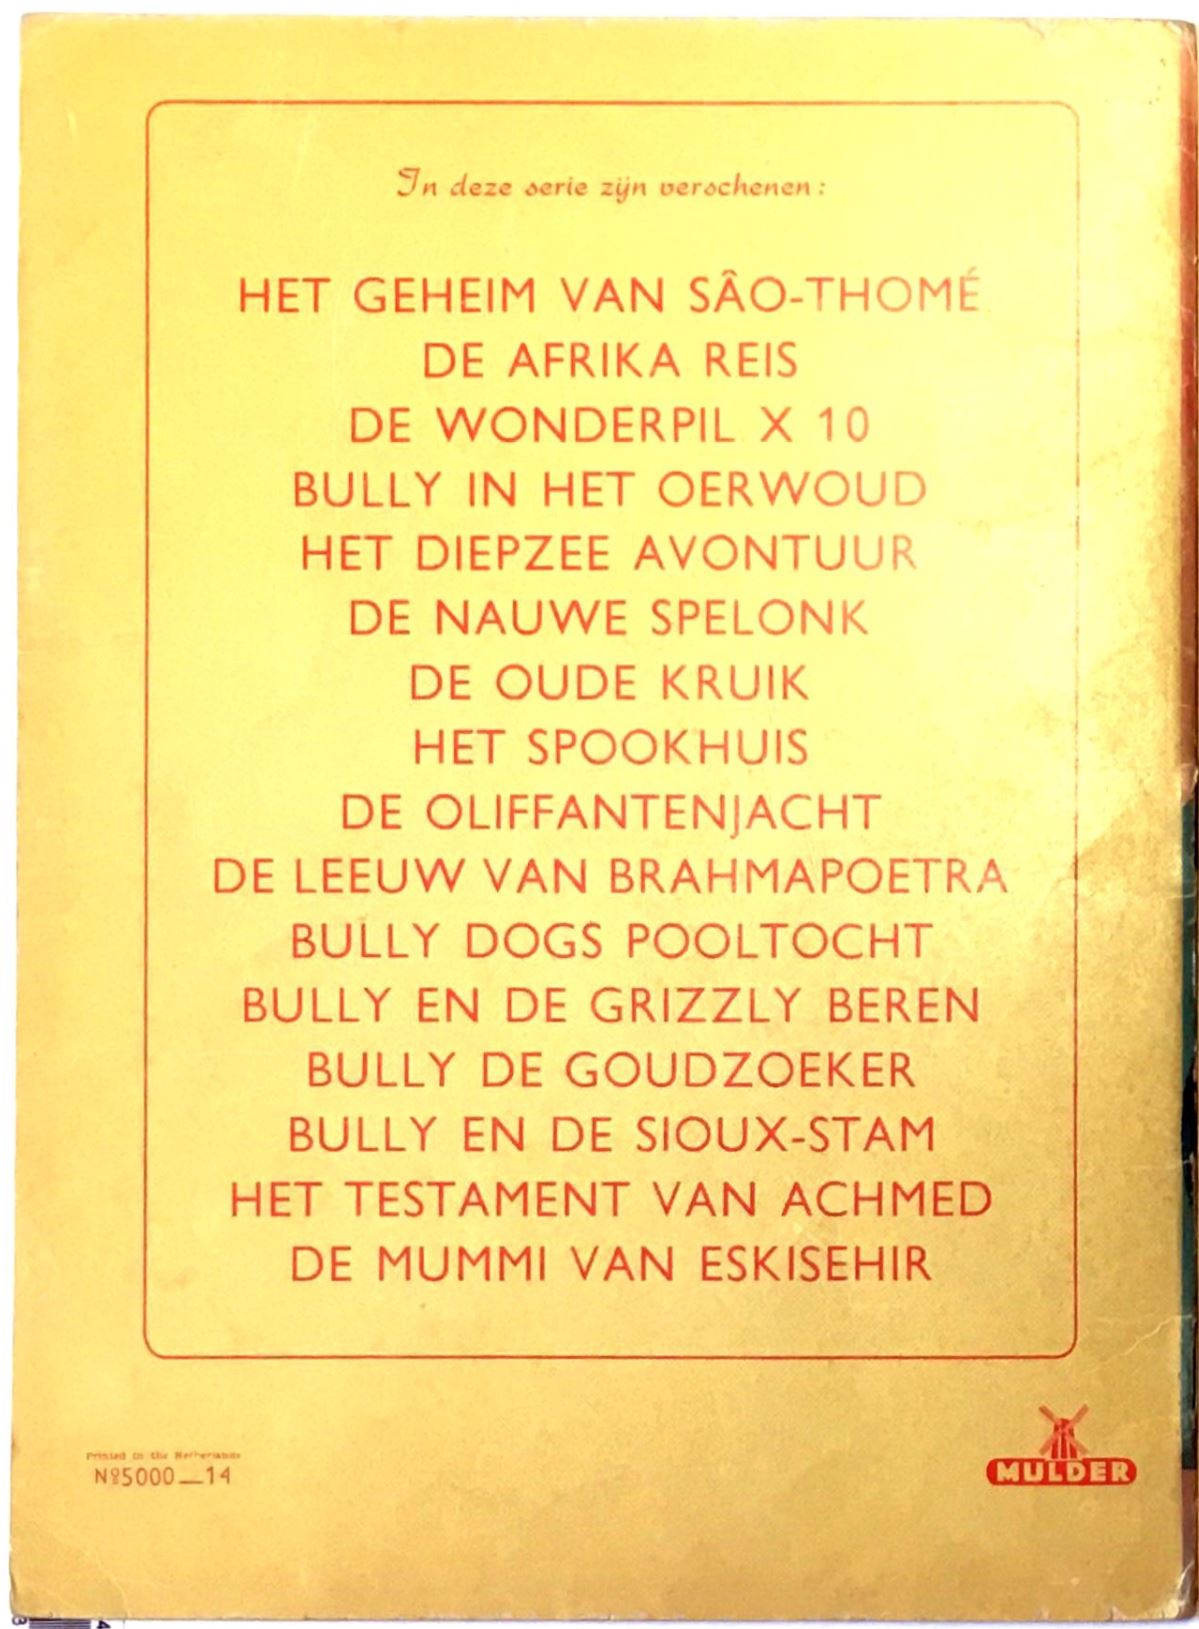 In deze serie zijn verschenen:
HET GEHEIM VAN SÂO-THOMÉ
DE AFRIKA REIS
DE WONDERPIL X 10
BULLY IN HET OERWOUD
HET DIEPZEE AVONTUUR
DE NAUWE SPELONK
DE OUDE KRUIK
HET SPOOKHUIS
DE OLIFFANTENJACHT
DE LEEUW VAN BRAHMAPOETRA
BULLY DOGS POOLTOCHT
BULLY EN DE GRIZZLY BEREN
BULLY DE GOUDZOEKER
BULLY EN DE SIOUX-STAM
HET TESTAMENT VAN ACHMED
DE MUMMI VAN ESKISEHIR
Printed in the Netherlands
Nº5000—14
MULDER